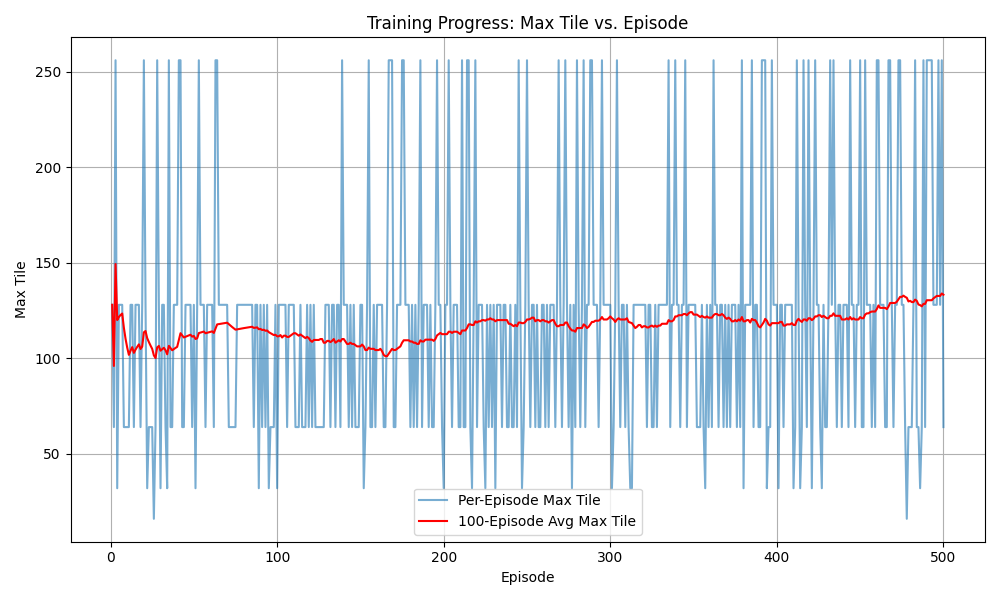 Training Progress: Max Tile vs. Episode
Max Tile
250
200
150
100
50
Per-Episode Max Tile
100-Episode Avg Max Tile
0
100
200
300
400
500
Episode